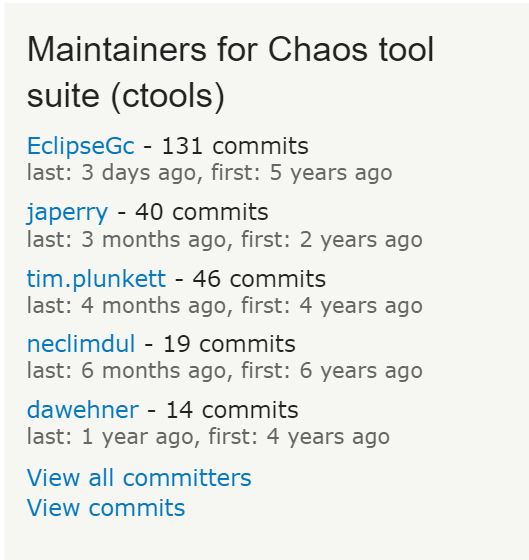 Maintainers for Chaos tool
suite (ctools)
EclipseGc - 131 commits
last: 3 days ago, first: 5 years ago
japerry - 40 commits
last: 3 months ago, first: 2 years ago
tim.plunkett - 46 commits
last: 4 months ago, first: 4 years ago
neclimdul - 19 commits
last: 6 months ago, first: 6 years ago
dawehner - 14 commits
last: 1 year ago, first: 4 years ago
View all committers
View commits